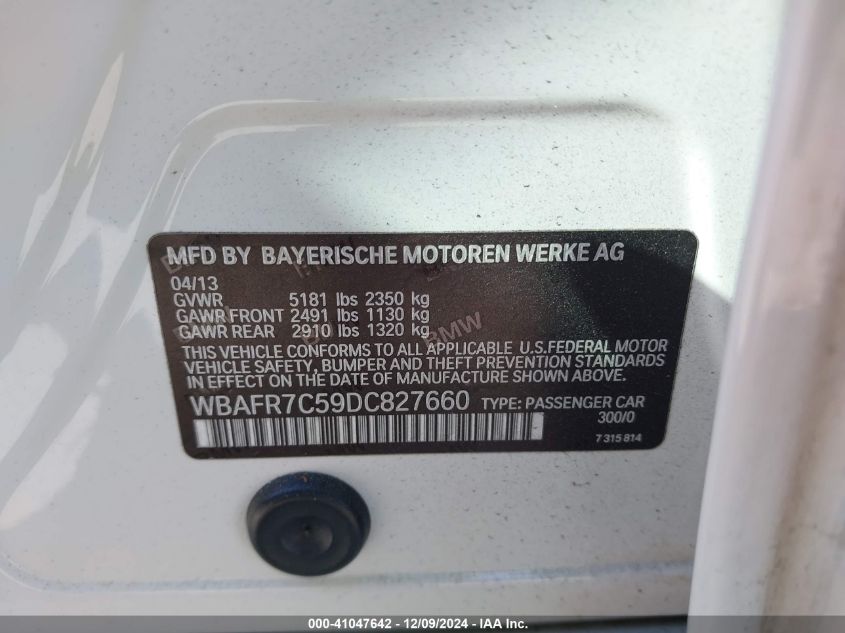 MFD BY BAYERISCHE MOTOREN WERKE AG
04/13
GVWR 5181 lbs 2350 kg
GAWR FRONT 2491 lbs 1130 kg
GAWR REAR 2910 lbs 1320 kg
THIS VEHICLE CONFORMS TO ALL APPLICABLE U.S.FEDERAL MOTOR
VEHICLE SAFETY, BUMPER AND THEFT PREVENTION STANDARDS
IN EFFECT ON THE DATE OF MANUFACTURE SHOWN ABOVE.
WBAFR7C59DC827660 TYPE: PASSENGER CAR
300/0
7 315 814
BMW
000-41047642 - 12/09/2024 - IAA Inc.